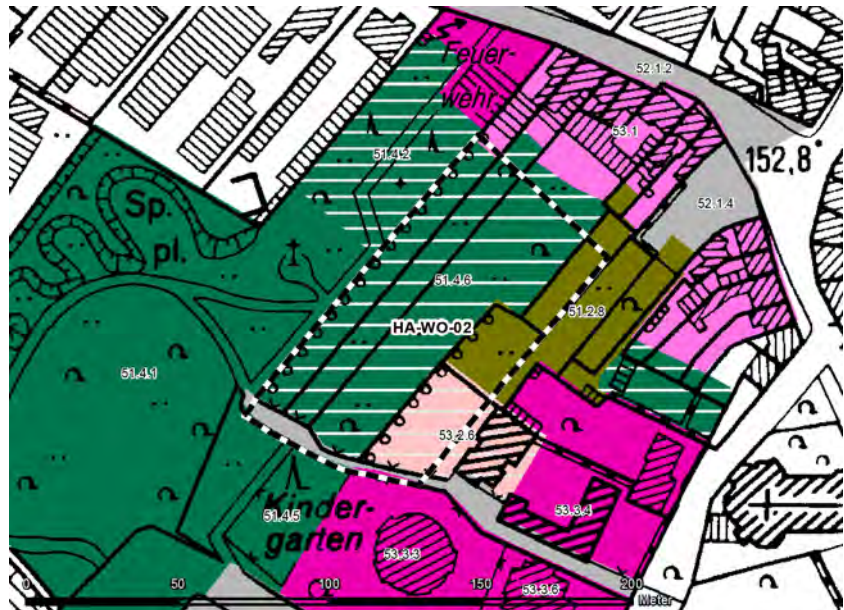 Feuer-
wehr
52.1.2
53.1
152,8°
51.4.2
52.1.4
Sp.
pl.
51.4.6
51.2.8
HA-WO-02
51.4.1
53.2.6
51.4.5
Kinder-
garten
53.3.4
53.3.3
53.3.6
0 50 100 150 200
Meter